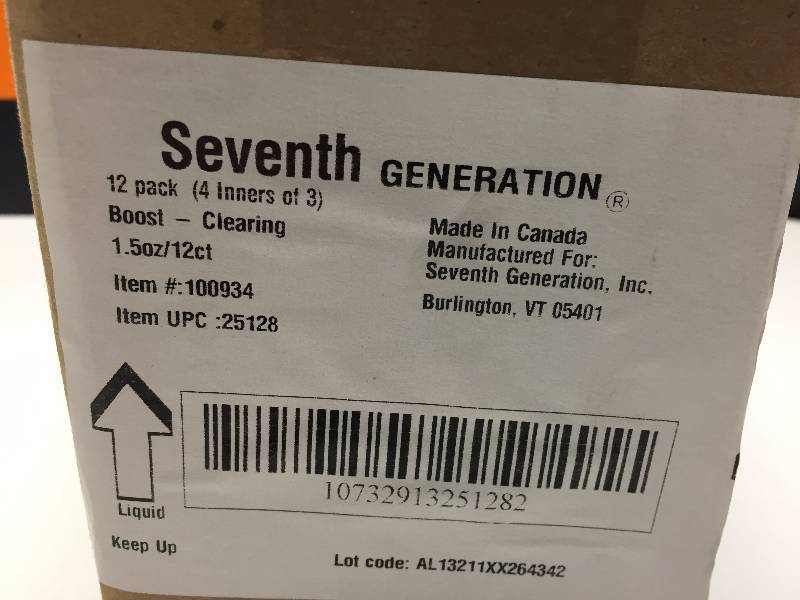 Seventh GENERATION ®
12 pack (4 Inners of 3)
Boost – Clearing
1.5oz/12ct
Item #:100934
Item UPC :25128
Made In Canada
Manufactured For:
Seventh Generation, Inc.
Burlington, VT 05401
10732913251282
Liquid
Keep Up
Lot code: AL13211XX264342